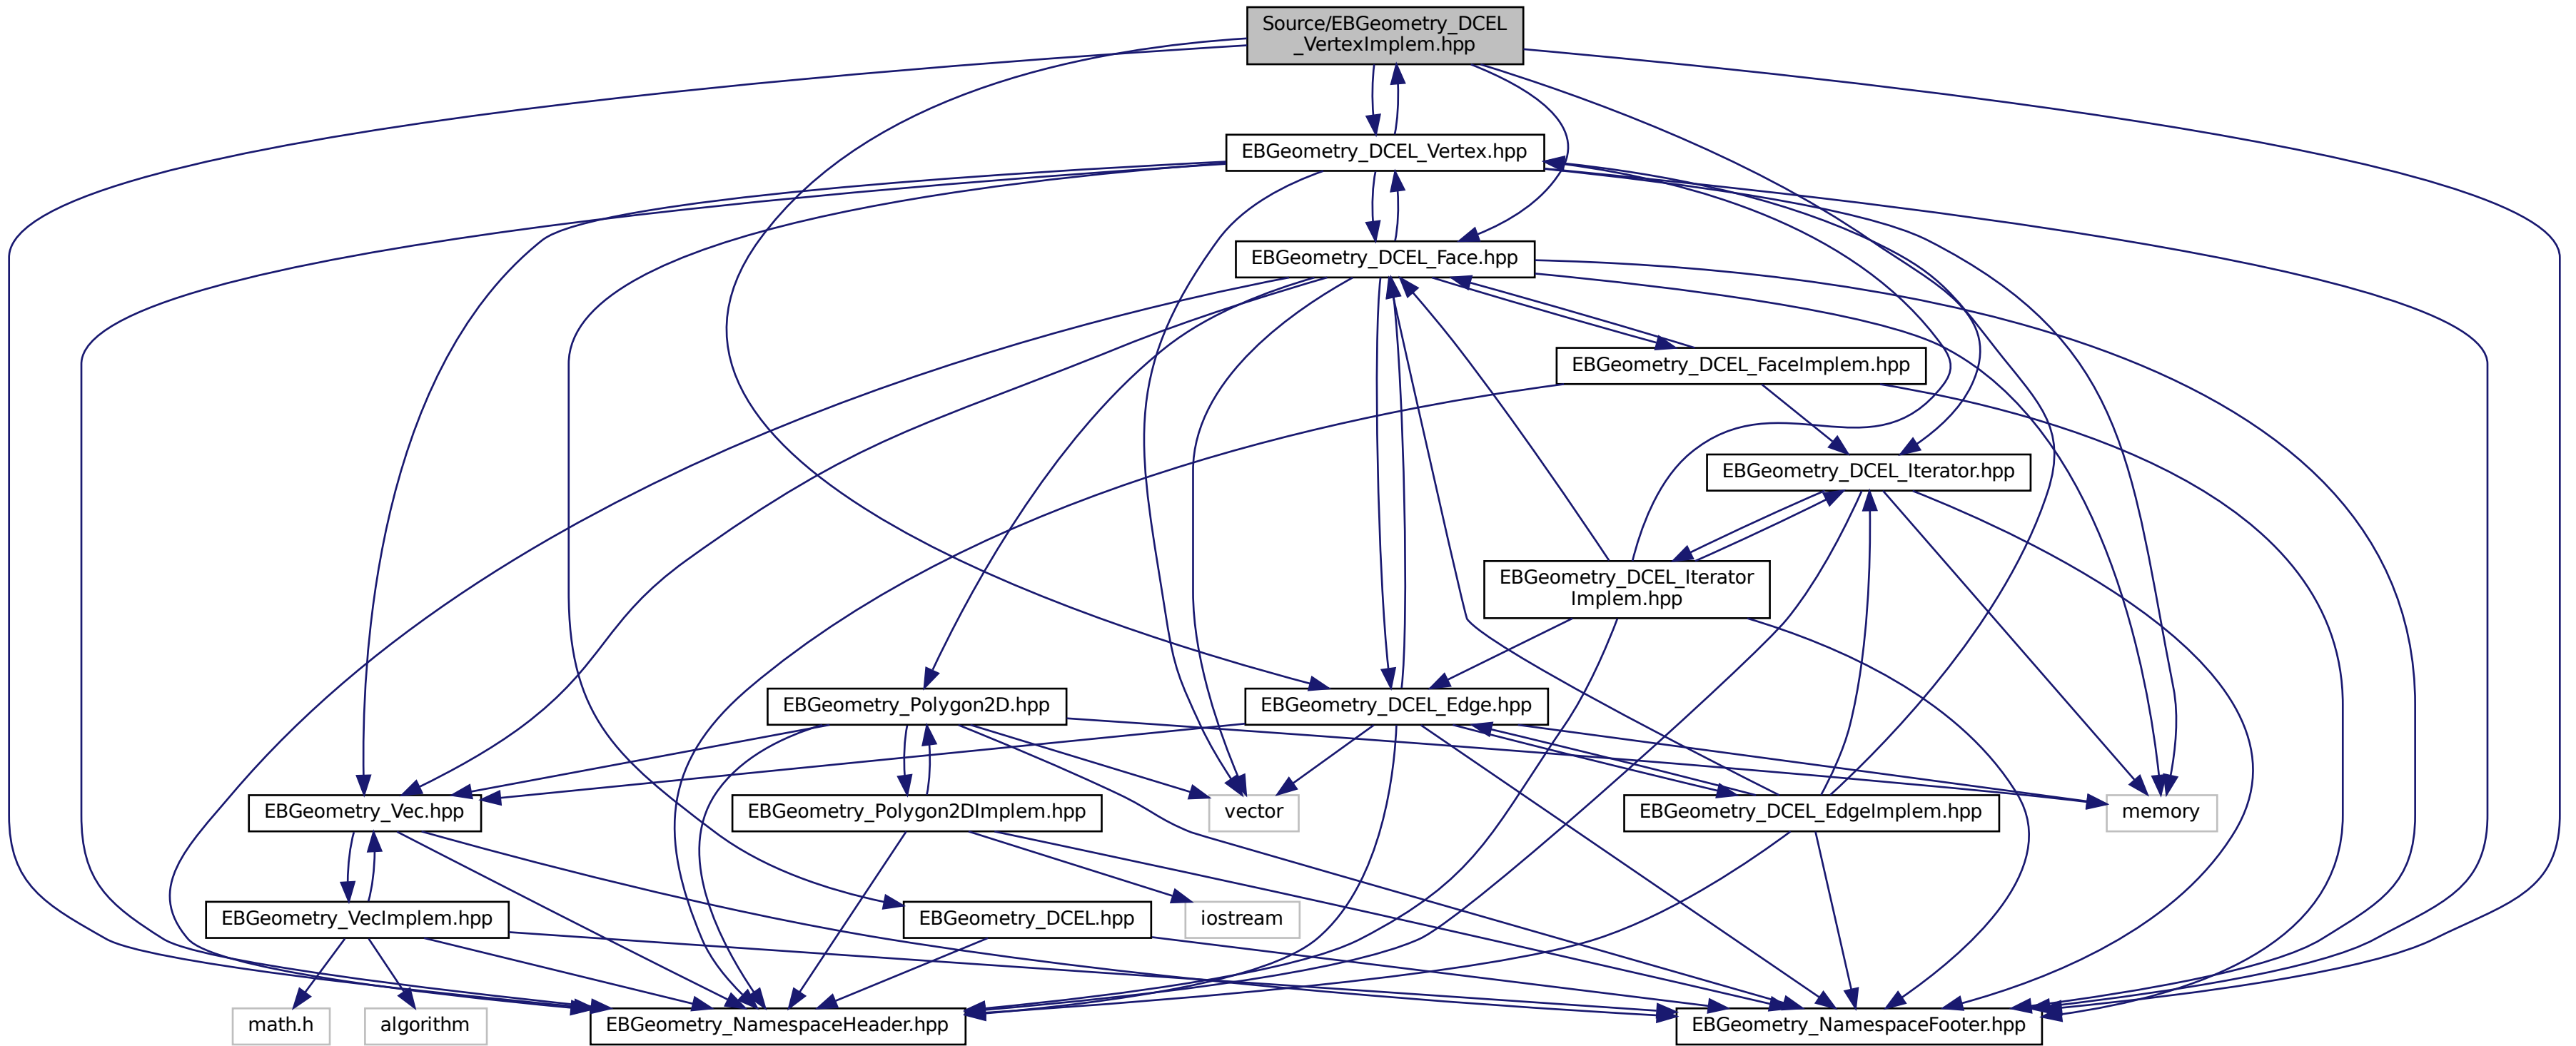 Source/EBGeometry_DCEL
_VertexImplem.hpp
EBGeometry_DCEL_Vertex.hpp
EBGeometry_DCEL_Face.hpp
EBGeometry_DCEL_FaceImplem.hpp
EBGeometry_DCEL_Iterator.hpp
EBGeometry_DCEL_Iterator
Implem.hpp
EBGeometry_Polygon2D.hpp
EBGeometry_DCEL_Edge.hpp
EBGeometry_Vec.hpp
EBGeometry_Polygon2DImplem.hpp
vector
EBGeometry_DCEL_EdgeImplem.hpp
memory
EBGeometry_VecImplem.hpp
EBGeometry_DCEL.hpp
iostream
math.h
algorithm
EBGeometry_NamespaceHeader.hpp
EBGeometry_NamespaceFooter.hpp